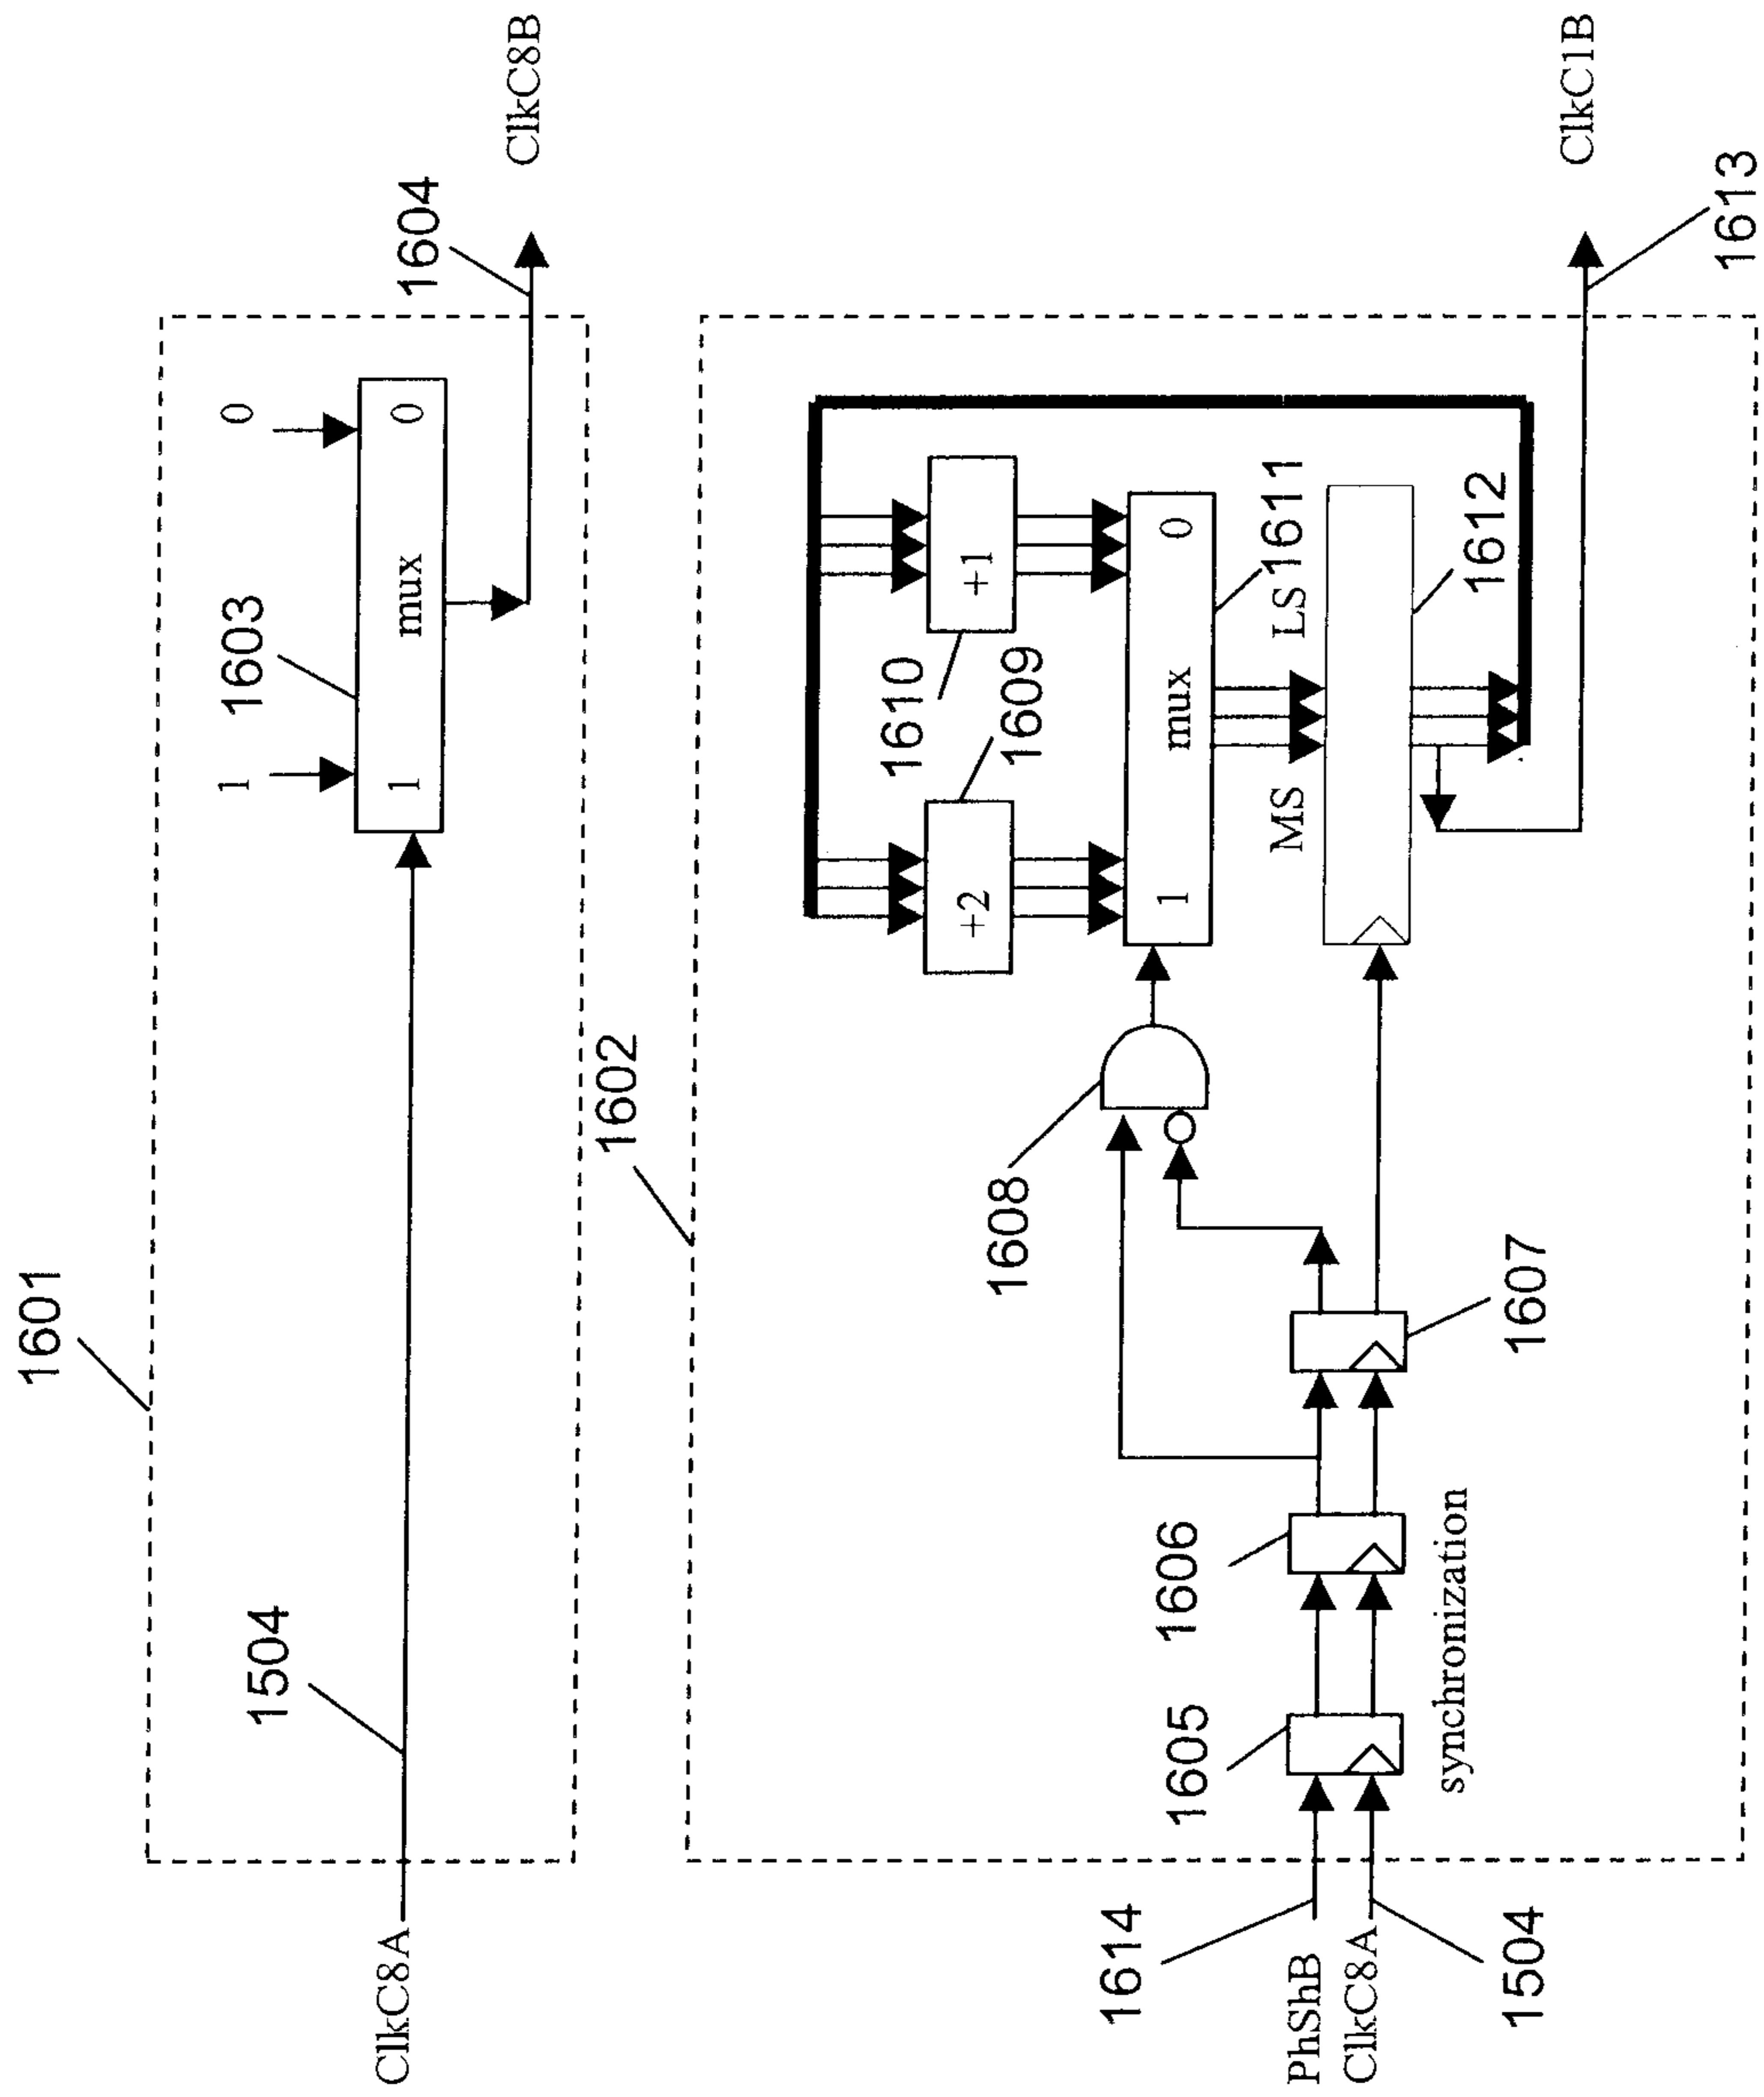 1601
ClkC8A
1504
1603
1
0
1
mux
0
1604
ClkC8B
1602
1614
PhShB
ClkC8A
1504
1605
1606
synchronization
1607
1608
+2
1609
+1
1610
1
mux
0
1611
MS
LS
1612
ClkC1B
1613